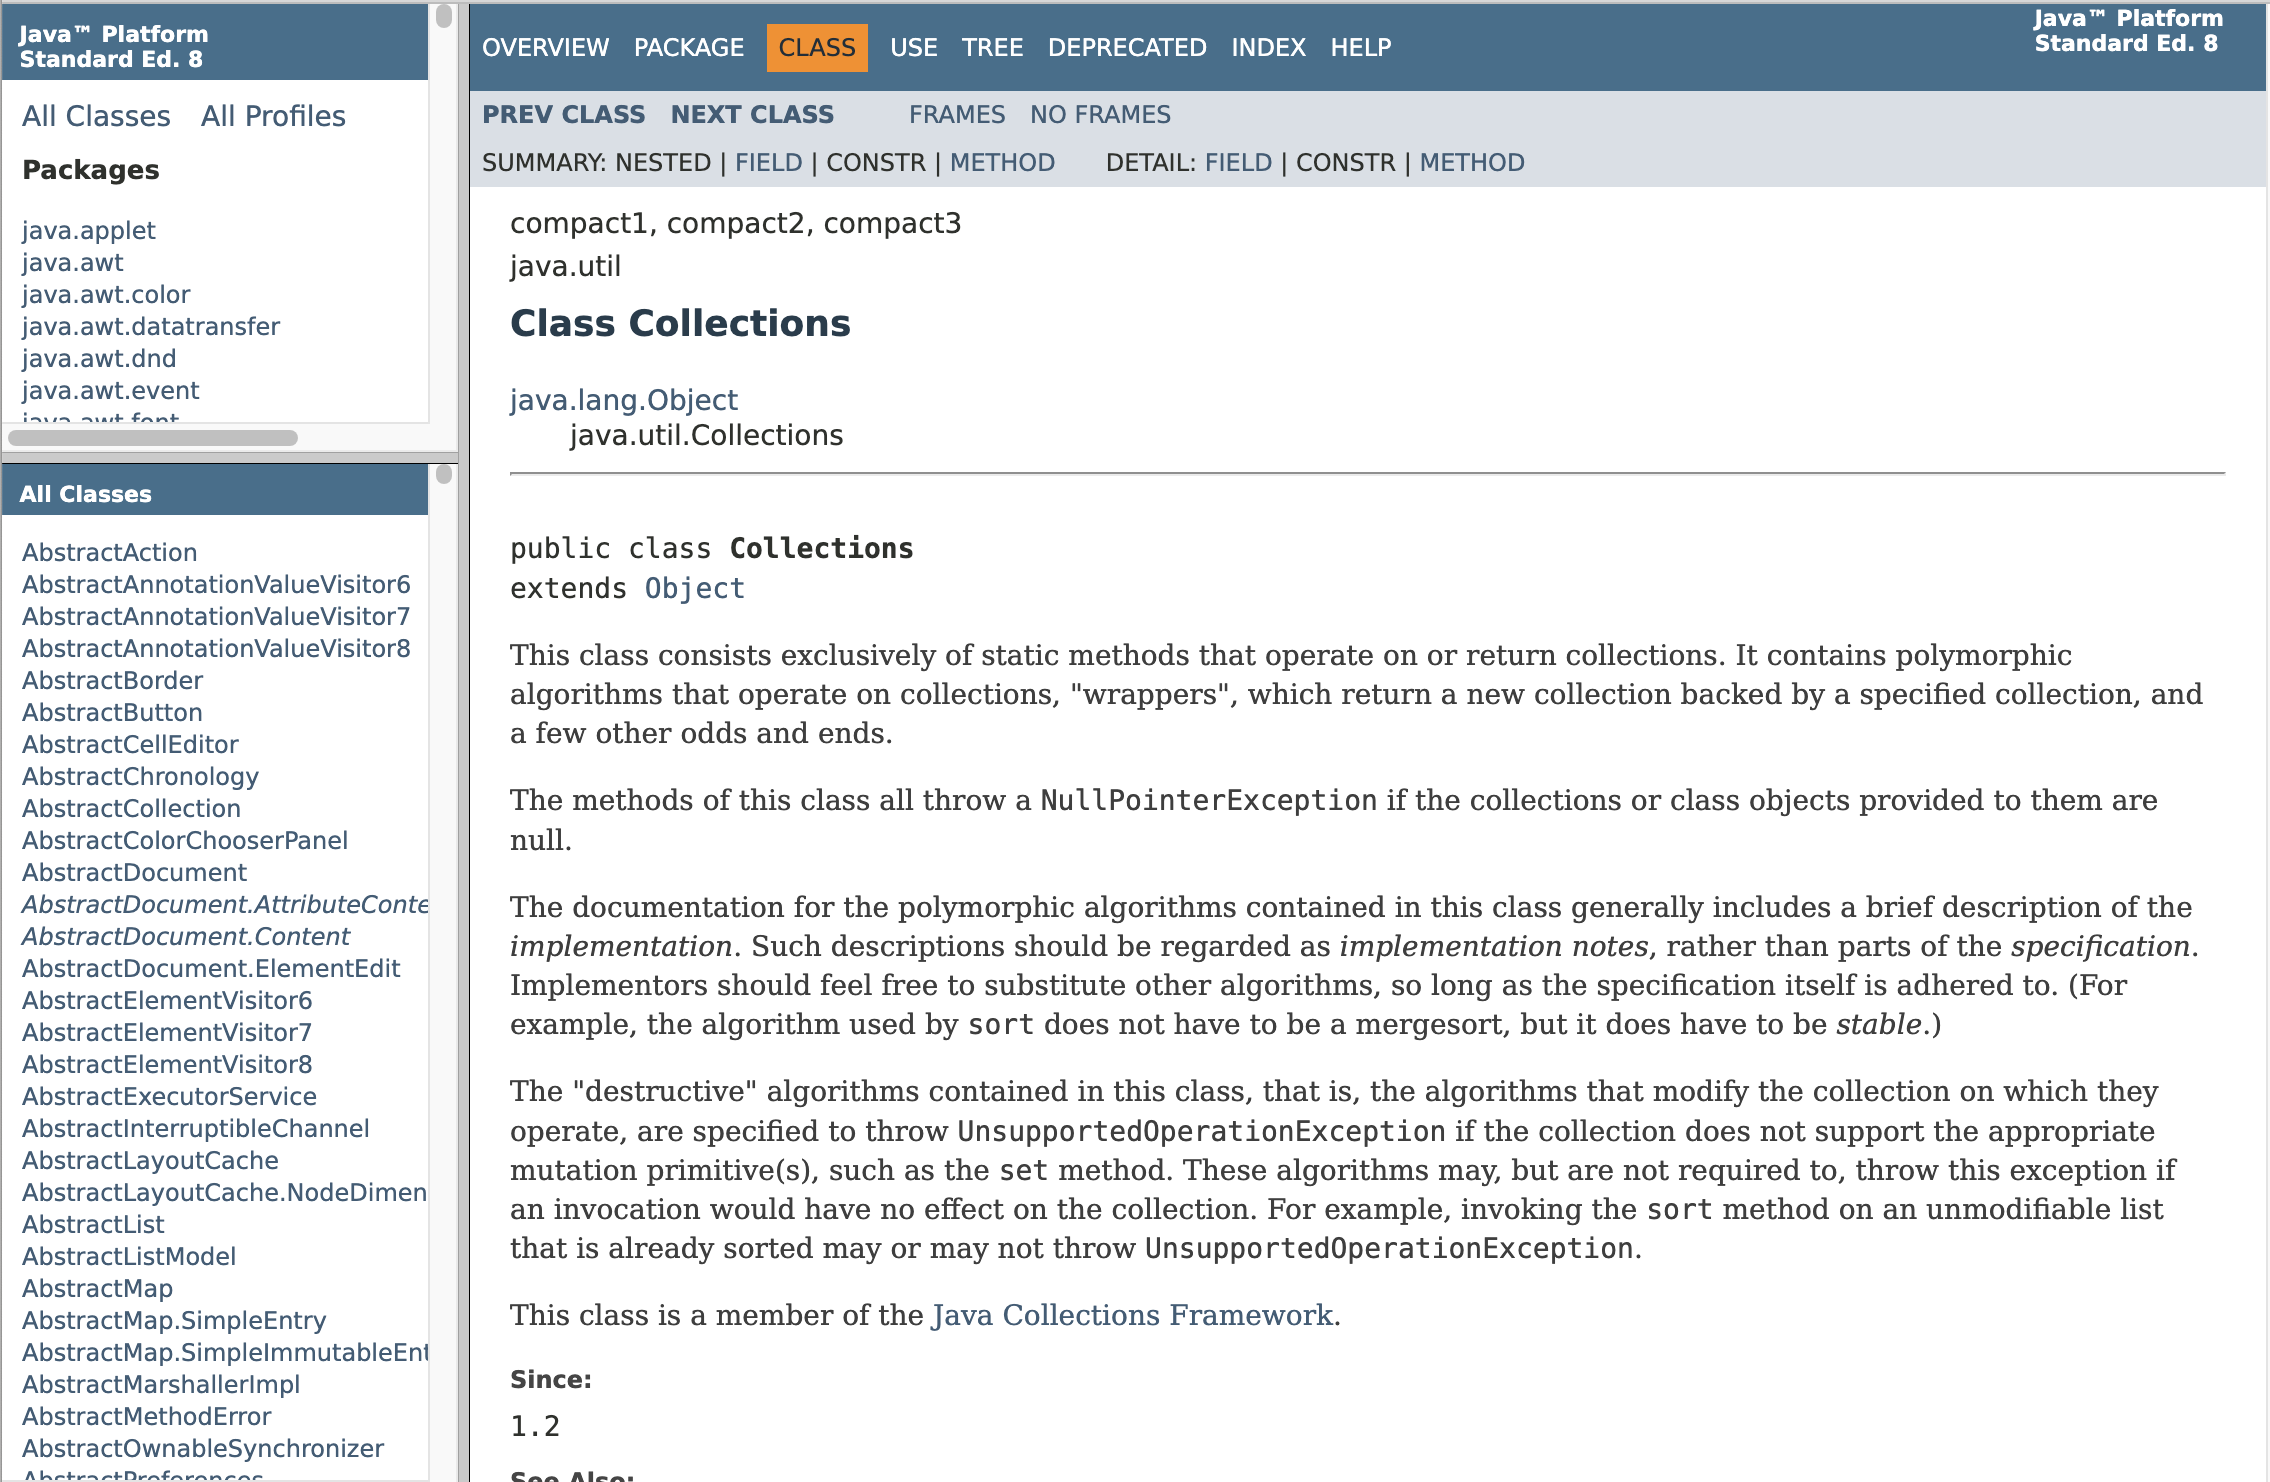 Java™ Platform
Standard Ed. 8
All Classes All Profiles
Packages
java.applet
java.awt
java.awt.color
java.awt.datatransfer
java.awt.dnd
java.awt.event
java.awt.font
All Classes
AbstractAction
AbstractAnnotationValueVisitor6
AbstractAnnotationValueVisitor7
AbstractAnnotationValueVisitor8
AbstractBorder
AbstractButton
AbstractCellEditor
AbstractChronology
AbstractCollection
AbstractColorChooserPanel
AbstractDocument
AbstractDocument.AttributeConte
AbstractDocument.Content
AbstractDocument.ElementEdit
AbstractElementVisitor6
AbstractElementVisitor7
AbstractElementVisitor8
AbstractExecutorService
AbstractInterruptibleChannel
AbstractLayoutCache
AbstractLayoutCache.NodeDimen
AbstractList
AbstractListModel
AbstractMap
AbstractMap.SimpleEntry
AbstractMap.SimpleImmutableEnt
AbstractMarshallerImpl
AbstractMethodError
AbstractOwnableSynchronizer
AbstractPreferences
OVERVIEW PACKAGE CLASS USE TREE DEPRECATED INDEX HELP
Java™ Platform
Standard Ed. 8
PREV CLASS NEXT CLASS FRAMES NO FRAMES
SUMMARY: NESTED | FIELD | CONSTR | METHOD DETAIL: FIELD | CONSTR | METHOD
compact1, compact2, compact3
java.util
Class Collections
java.lang.Object
java.util.Collections
public class Collections
extends Object
This class consists exclusively of static methods that operate on or return collections. It contains polymorphic
algorithms that operate on collections, "wrappers", which return a new collection backed by a specified collection, and
a few other odds and ends.
The methods of this class all throw a NullPointerException if the collections or class objects provided to them are
null.
The documentation for the polymorphic algorithms contained in this class generally includes a brief description of the
implementation. Such descriptions should be regarded as implementation notes, rather than parts of the specification.
Implementors should feel free to substitute other algorithms, so long as the specification itself is adhered to. (For
example, the algorithm used by sort does not have to be a mergesort, but it does have to be stable.)
The "destructive" algorithms contained in this class, that is, the algorithms that modify the collection on which they
operate, are specified to throw UnsupportedOperationException if the collection does not support the appropriate
mutation primitive(s), such as the set method. These algorithms may, but are not required to, throw this exception if
an invocation would have no effect on the collection. For example, invoking the sort method on an unmodifiable list
that is already sorted may or may not throw UnsupportedOperationException.
This class is a member of the Java Collections Framework.
Since:
1.2
See Also: